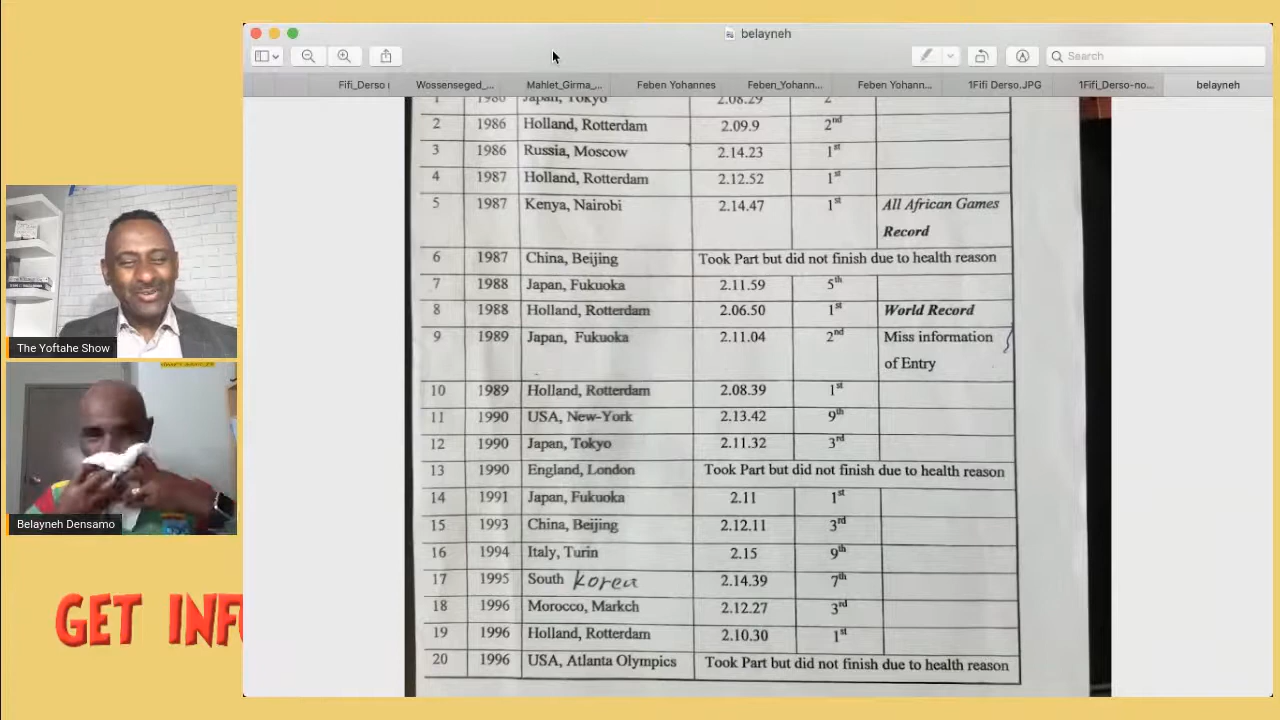 belayneh
Search
Fifi_Derso
Wossenseged_...
Mahlet_Girma_...
Feben Yohannes
Feben_Yohann...
Feben Yohann...
1Fifi Derso.JPG
1Fifi_Derso-no...
belayneh
1 1986 Japan, Tokyo 2.08.29 2
2 1986 Holland, Rotterdam 2.09.9 2nd
3 1986 Russia, Moscow 2.14.23 1st
4 1987 Holland, Rotterdam 2.12.52 1st
5 1987 Kenya, Nairobi 2.14.47 1st All African Games
Record
6 1987 China, Beijing Took Part but did not finish due to health reason
7 1988 Japan, Fukuoka 2.11.59 5th
8 1988 Holland, Rotterdam 2.06.50 1st World Record
9 1989 Japan, Fukuoka 2.11.04 2nd Miss information
of Entry
10 1989 Holland, Rotterdam 2.08.39 1st
11 1990 USA, New-York 2.13.42 9th
12 1990 Japan, Tokyo 2.11.32 3rd
13 1990 England, London Took Part but did not finish due to health reason
14 1991 Japan, Fukuoka 2.11 1st
15 1993 China, Beijing 2.12.11 3rd
16 1994 Italy, Turin 2.15 9th
17 1995 South Korea 2.14.39 7th
18 1996 Morocco, Markch 2.12.27 3rd
19 1996 Holland, Rotterdam 2.10.30 1st
20 1996 USA, Atlanta Olympics Took Part but did not finish due to health reason
The Yoftahe Show
Belayneh Densamo
GET INFO